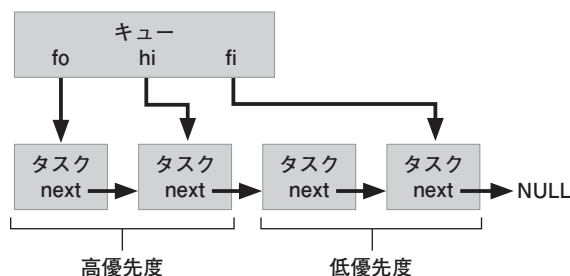 キュー
fo hi fi
タスク タスク タスク タスク
next next next next NULL
高優先度 低優先度